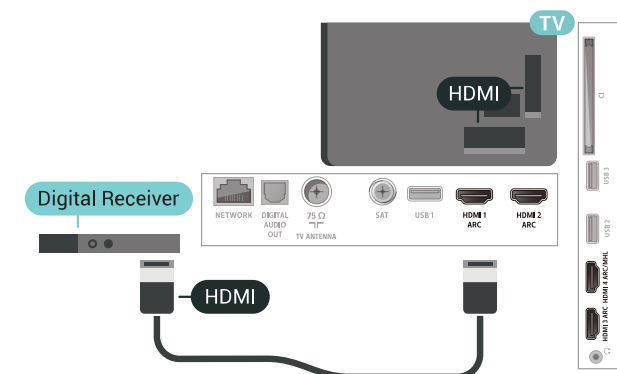 TV
HDMI
CI
USB 3
USB 2
HDMI 4 ARC/MHL
HDMI 3 ARC
Digital Receiver
NETWORK
DIGITAL
AUDIO
OUT
75 Ω
TV ANTENNA
SAT
USB 1
HDMI 1
ARC
HDMI 2
ARC
HDMI